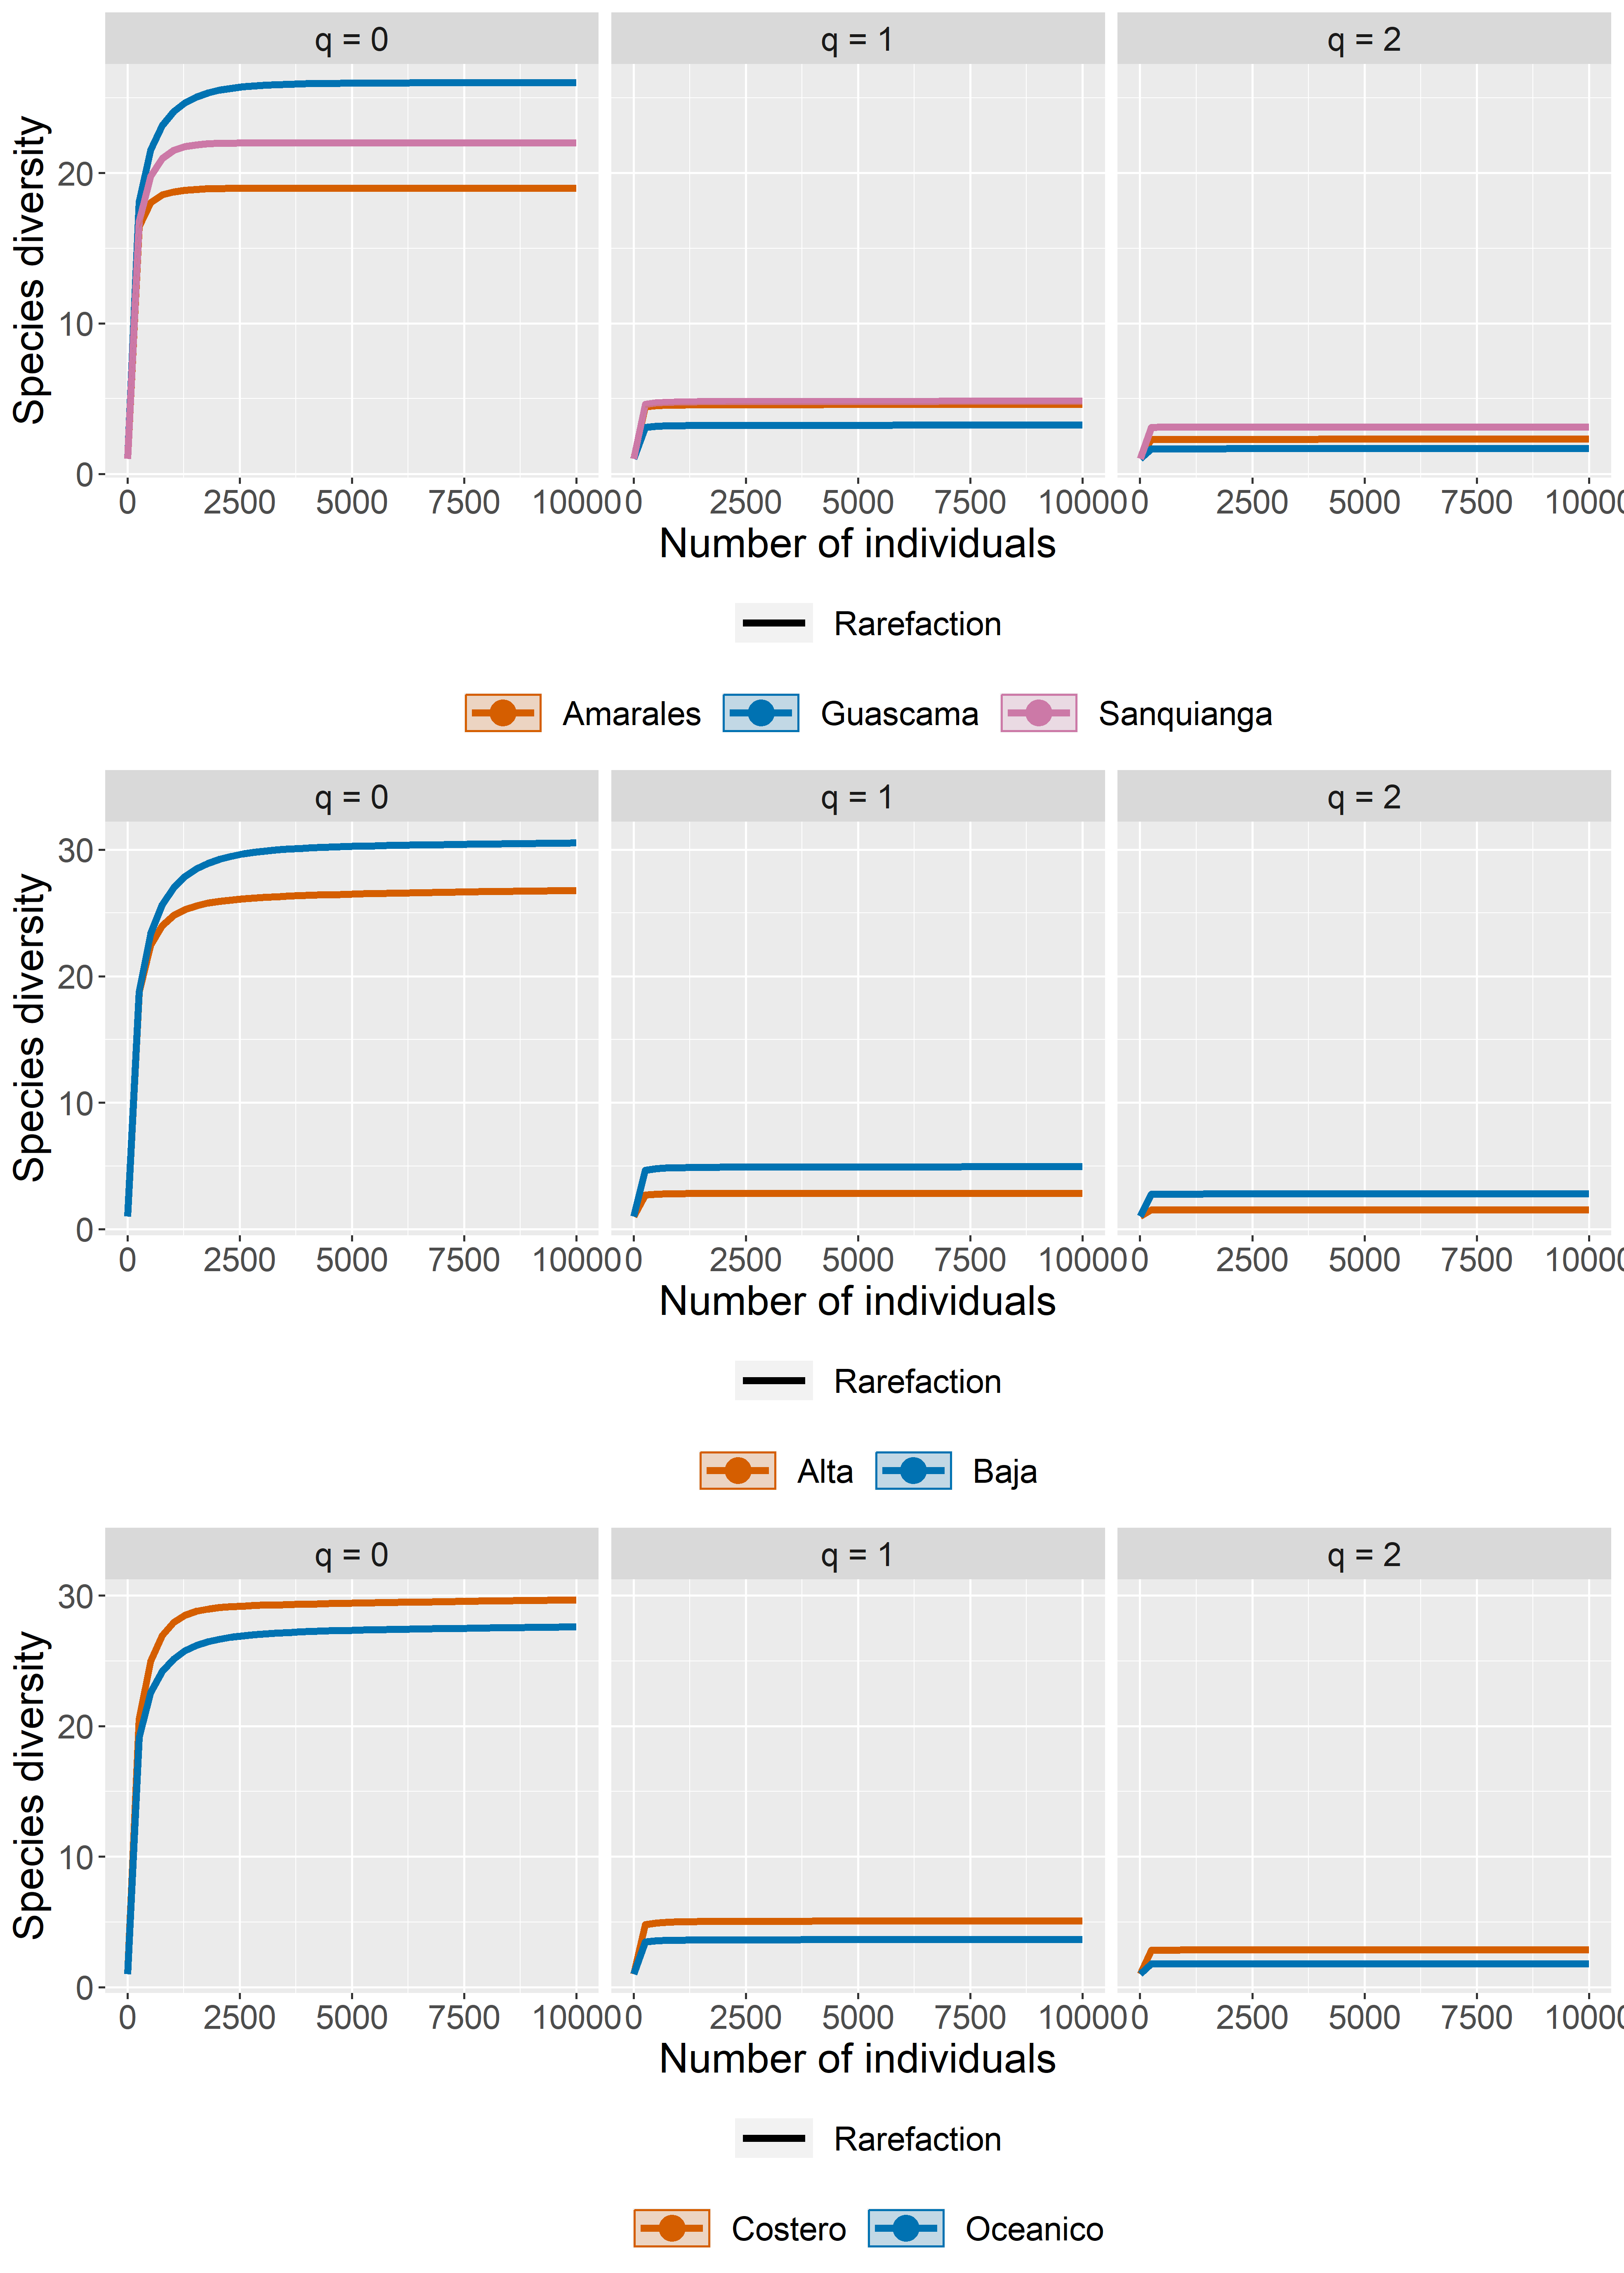 q = 0 q = 1 q = 2
Species diversity
20
10
0
0 2500 5000 7500 10000 0 2500 5000 7500 10000 0 2500 5000 7500 1000
Number of individuals
Rarefaction
Amarales Guascama Sanquianga
q = 0 q = 1 q = 2
Species diversity
30
20
10
0
0 2500 5000 7500 10000 0 2500 5000 7500 10000 0 2500 5000 7500 1000
Number of individuals
Rarefaction
Alta Baja
q = 0 q = 1 q = 2
Species diversity
30
20
10
0
0 2500 5000 7500 10000 0 2500 5000 7500 10000 0 2500 5000 7500 1000
Number of individuals
Rarefaction
Costero Oceanico